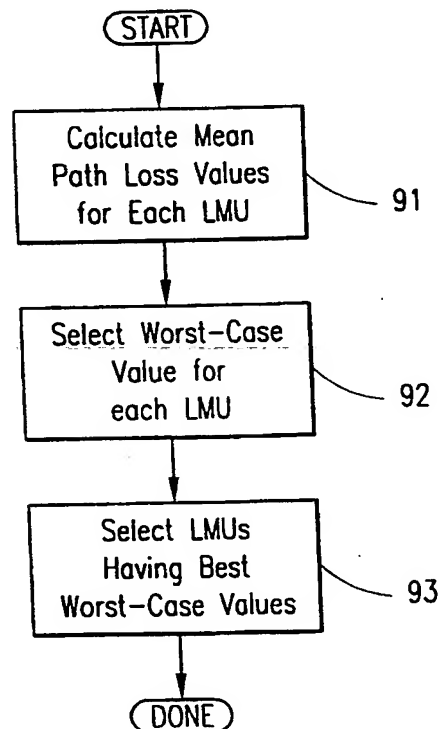 START
Calculate Mean
Path Loss Values
for Each LMU
91
Select Worst-Case
Value for
each LMU
92
Select LMUs
Having Best
Worst-Case Values
93
DONE